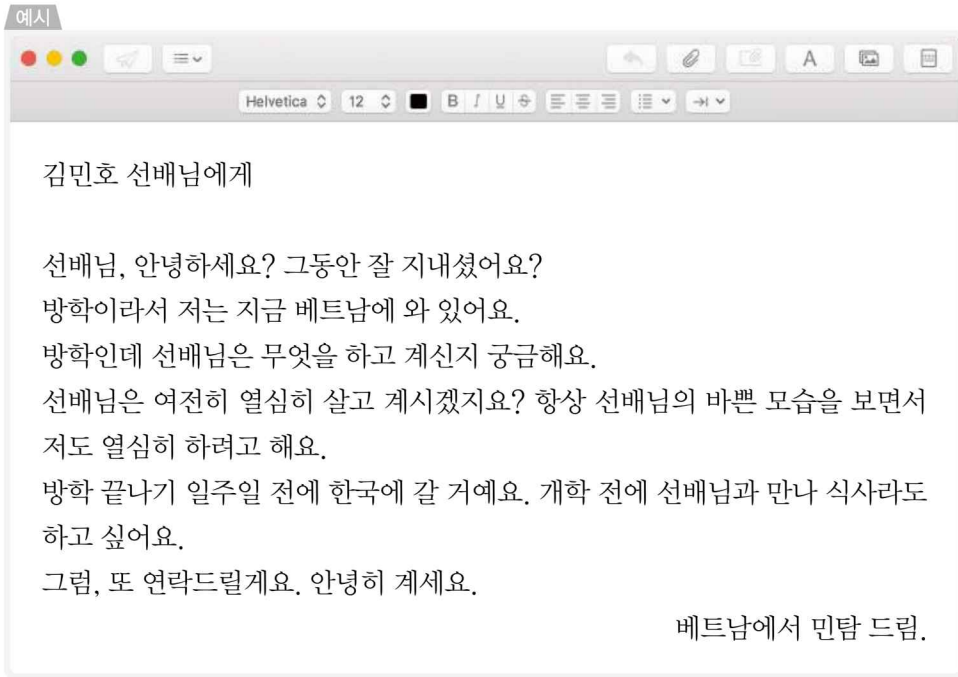 예시
Helvetica 12 B I U S
A
김민호 선배님에게
선배님, 안녕하세요? 그동안 잘 지내셨어요?
방학이라서 저는 지금 베트남에 와 있어요.
방학인데 선배님은 무엇을 하고 계신지 궁금해요.
선배님은 여전히 열심히 살고 계시겠지요? 항상 선배님의 바쁜 모습을 보면서
저도 열심히 하려고 해요.
방학 끝나기 일주일 전에 한국에 갈 거예요. 개학 전에 선배님과 만나 식사라도
하고 싶어요.
그럼, 또 연락드릴게요. 안녕히 계세요.
베트남에서 민탐 드림.